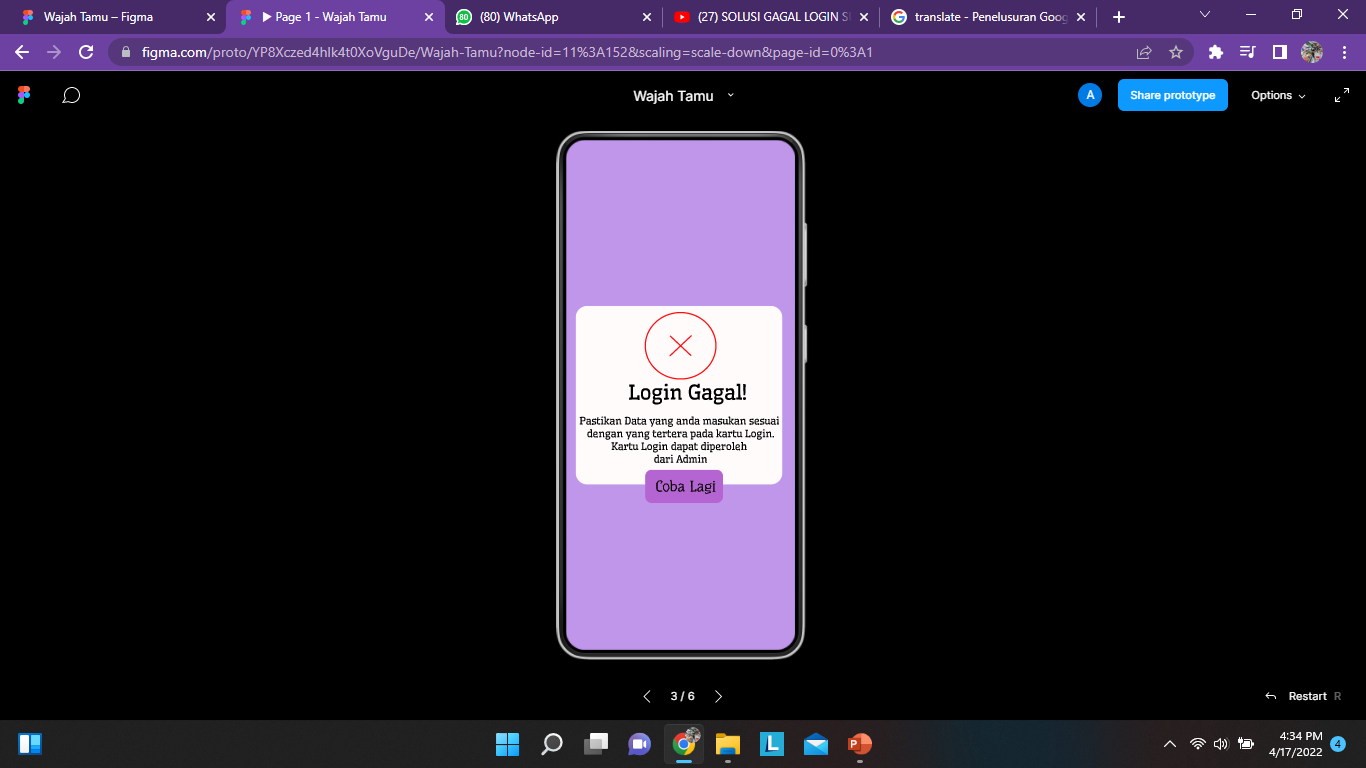 Wajah Tamu – Figma
▶ Page 1 - Wajah Tamu
(80) WhatsApp
(27) SOLUSI GAGAL LOGIN
translate - Penelusuran Goog
figma.com/proto/YP8Xczed4hIk4t0XoVguDe/Wajah-Tamu?node-id=11%3A152&scaling=scale-down&page-id=0%3A1
Wajah Tamu
A
Share prototype
Options
Login Gagal!
Pastikan Data yang anda masukan sesuai
dengan yang tertera pada kartu Login.
Kartu Login dapat diperoleh
dari Admin
Coba Lagi
3 / 6
Restart R
4:34 PM
4/17/2022
4